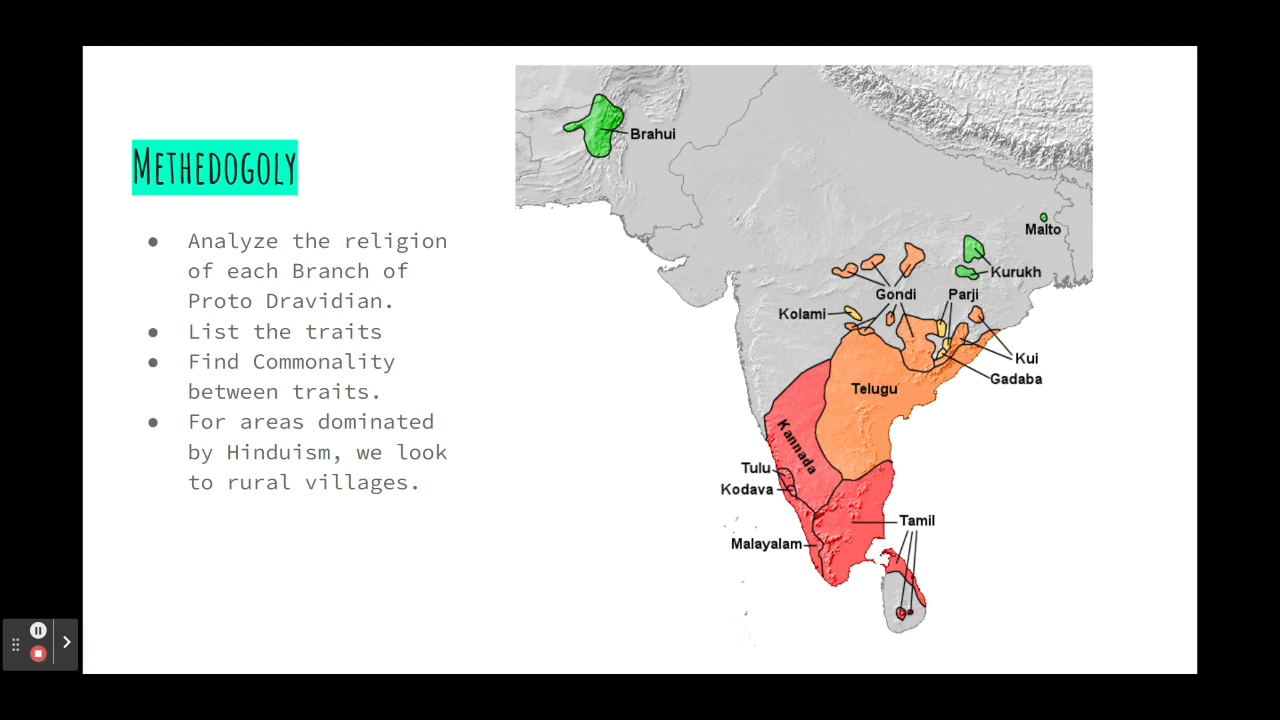 METHEDOGOLY
● Analyze the religion
of each Branch of
Proto Dravidian.
● List the traits
● Find Commonality
between traits.
● For areas dominated
by Hinduism, we look
to rural villages.
Brahui
Malto
Kurukh
Gondi
Parji
Kolami
Kui
Gadaba
Telugu
Kannada
Tulu
Kodava
Tamil
Malayalam